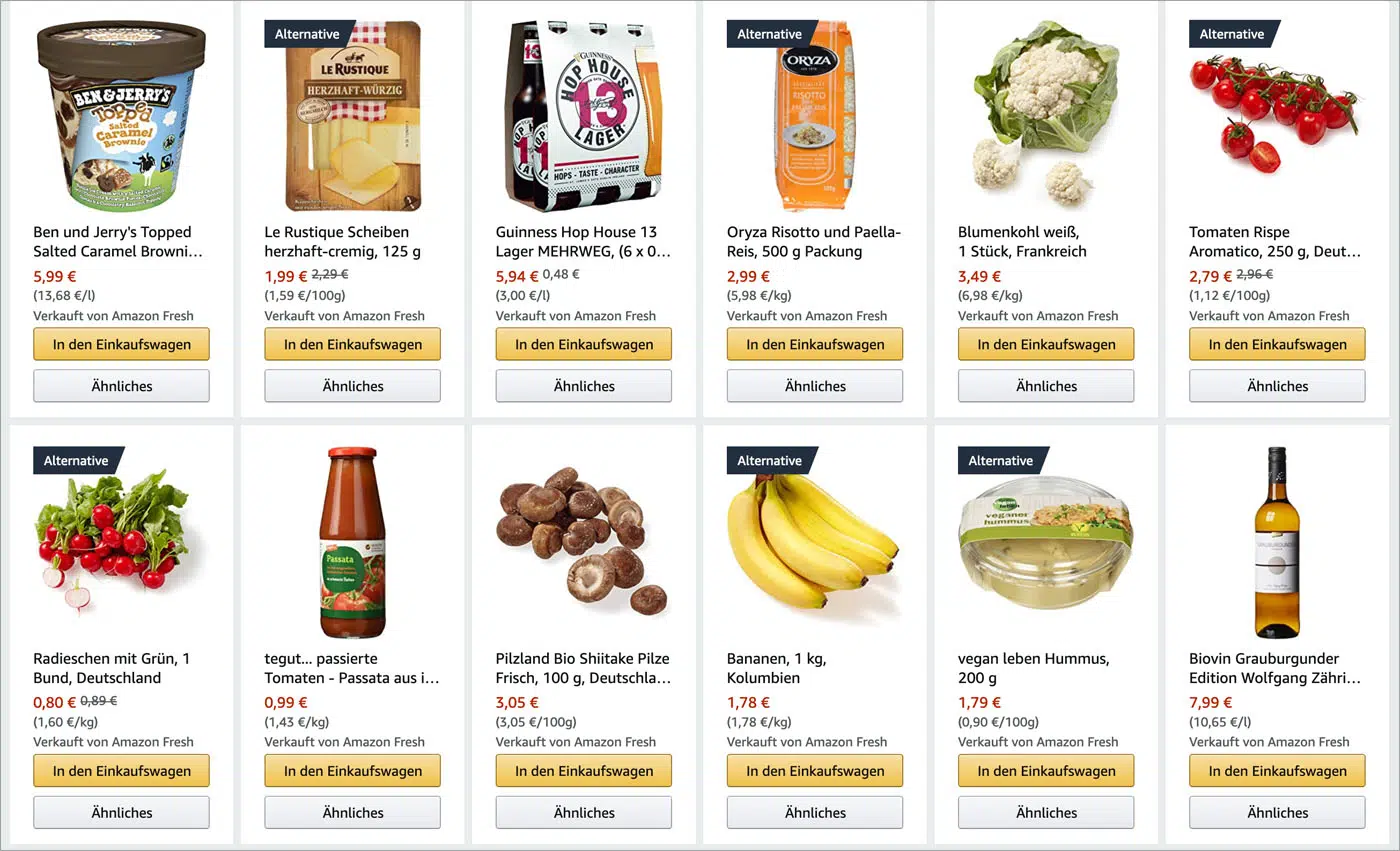 BEN & JERRY'S
Topped
Salted
Caramel
Brownie
Ben und Jerry's Topped
Salted Caramel Browni…
5,99 €
(13,68 €/l)
Verkauft von Amazon Fresh
In den Einkaufswagen
Ähnliches
Alternative
LE RUSTIQUE
HERZHAFT-WÜRZIG
Le Rustique Scheiben
herzhaft-cremig, 125 g
1,99 € 2,29 €
(1,59 €/100g)
Verkauft von Amazon Fresh
In den Einkaufswagen
Ähnliches
GUINNESS
HOP HOUSE
13
LAGER
HOPS - TASTE - CHARACTER
Guinness Hop House 13
Lager MEHRWEG, (6 x 0…
5,94 € 0,48 €
(3,00 €/l)
Verkauft von Amazon Fresh
In den Einkaufswagen
Ähnliches
Alternative
ORYZA
RISOTTO
500g
Oryza Risotto und Paella-
Reis, 500 g Packung
2,99 €
(5,98 €/kg)
Verkauft von Amazon Fresh
In den Einkaufswagen
Ähnliches
Blumenkohl weiß,
1 Stück, Frankreich
3,49 €
(6,98 €/kg)
Verkauft von Amazon Fresh
In den Einkaufswagen
Ähnliches
Alternative
Tomaten Rispe
Aromatico, 250 g, Deut…
2,79 € 2,96 €
(1,12 €/100g)
Verkauft von Amazon Fresh
In den Einkaufswagen
Ähnliches
Alternative
Radieschen mit Grün, 1
Bund, Deutschland
0,80 € 0,89 €
(1,60 €/kg)
Verkauft von Amazon Fresh
In den Einkaufswagen
Ähnliches
Passata
tegut... passierte
Tomaten - Passata aus i…
0,99 €
(1,43 €/kg)
Verkauft von Amazon Fresh
In den Einkaufswagen
Ähnliches
Pilzland Bio Shiitake Pilze
Frisch, 100 g, Deutschla…
3,05 €
(3,05 €/100g)
Verkauft von Amazon Fresh
In den Einkaufswagen
Ähnliches
Alternative
Bananen, 1 kg,
Kolumbien
1,78 €
(1,78 €/kg)
Verkauft von Amazon Fresh
In den Einkaufswagen
Ähnliches
Alternative
veganer
hummus
vegan leben Hummus,
200 g
1,79 €
(0,90 €/100g)
Verkauft von Amazon Fresh
In den Einkaufswagen
Ähnliches
GRAUBURGUNDER
Biovin Grauburgunder
Edition Wolfgang Zähri…
7,99 €
(10,65 €/l)
Verkauft von Amazon Fresh
In den Einkaufswagen
Ähnliches